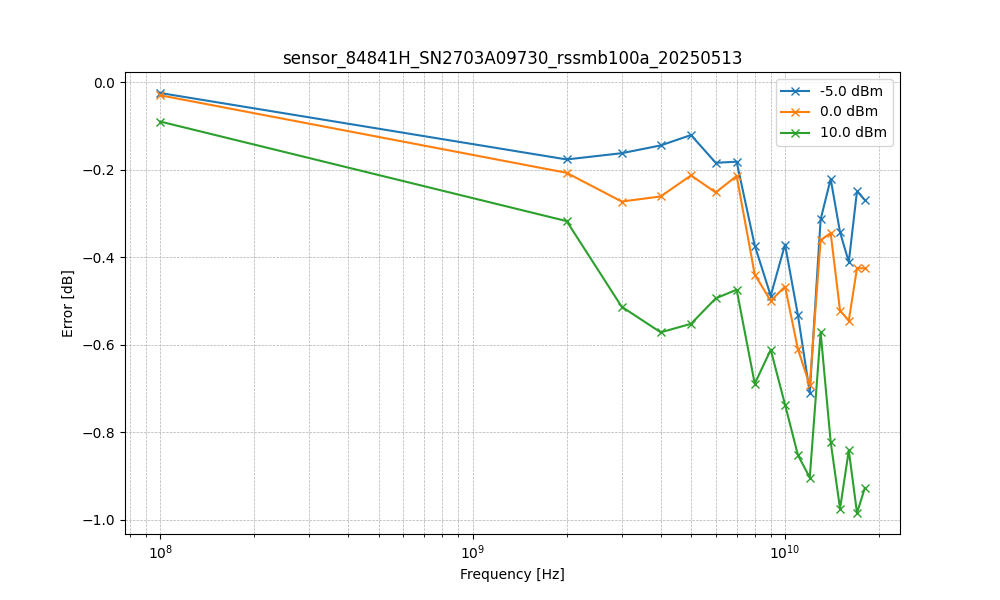 sensor_84841H_SN2703A09730_rssmb100a_20250513
-5.0 dBm
0.0 dBm
10.0 dBm
0.0
−0.2
−0.4
−0.6
−0.8
−1.0
Error [dB]
10⁸
10⁹
10¹⁰
Frequency [Hz]